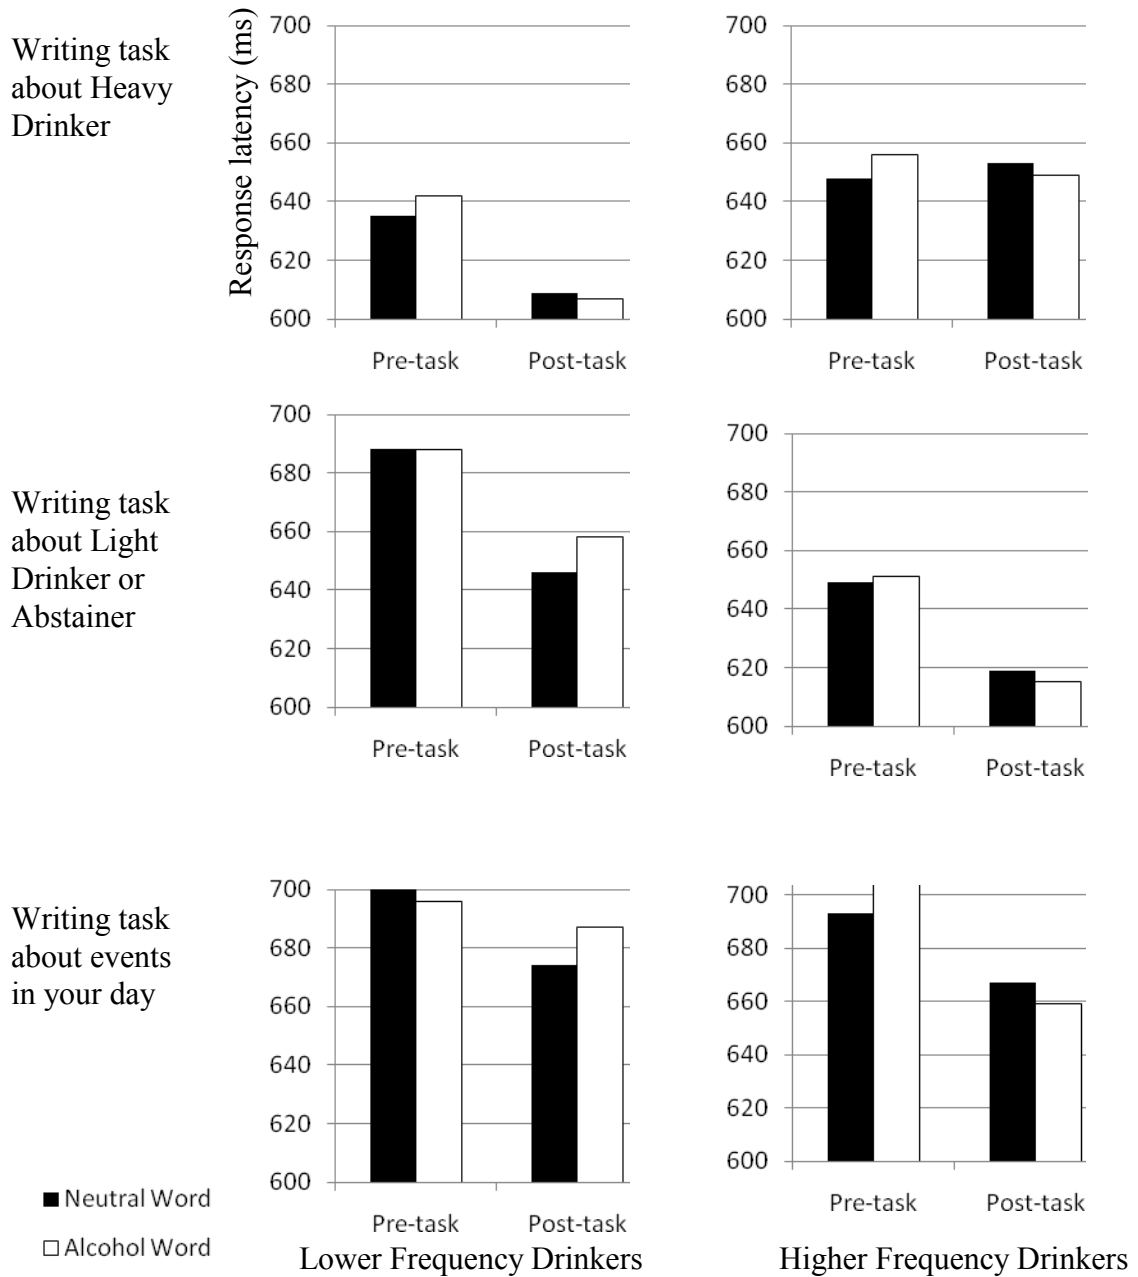 Writing task
about Heavy
Drinker
Response latency (ms)
700
680
660
640
620
600
Pre-task Post-task
700
680
660
640
620
600
Pre-task Post-task
Writing task
about Light
Drinker or
Abstainer
700
680
660
640
620
600
Pre-task Post-task
700
680
660
640
620
600
Pre-task Post-task
Writing task
about events
in your day
700
680
660
640
620
600
Pre-task Post-task
700
680
660
640
620
600
Pre-task Post-task
Neutral Word
Alcohol Word
Lower Frequency Drinkers
Higher Frequency Drinkers